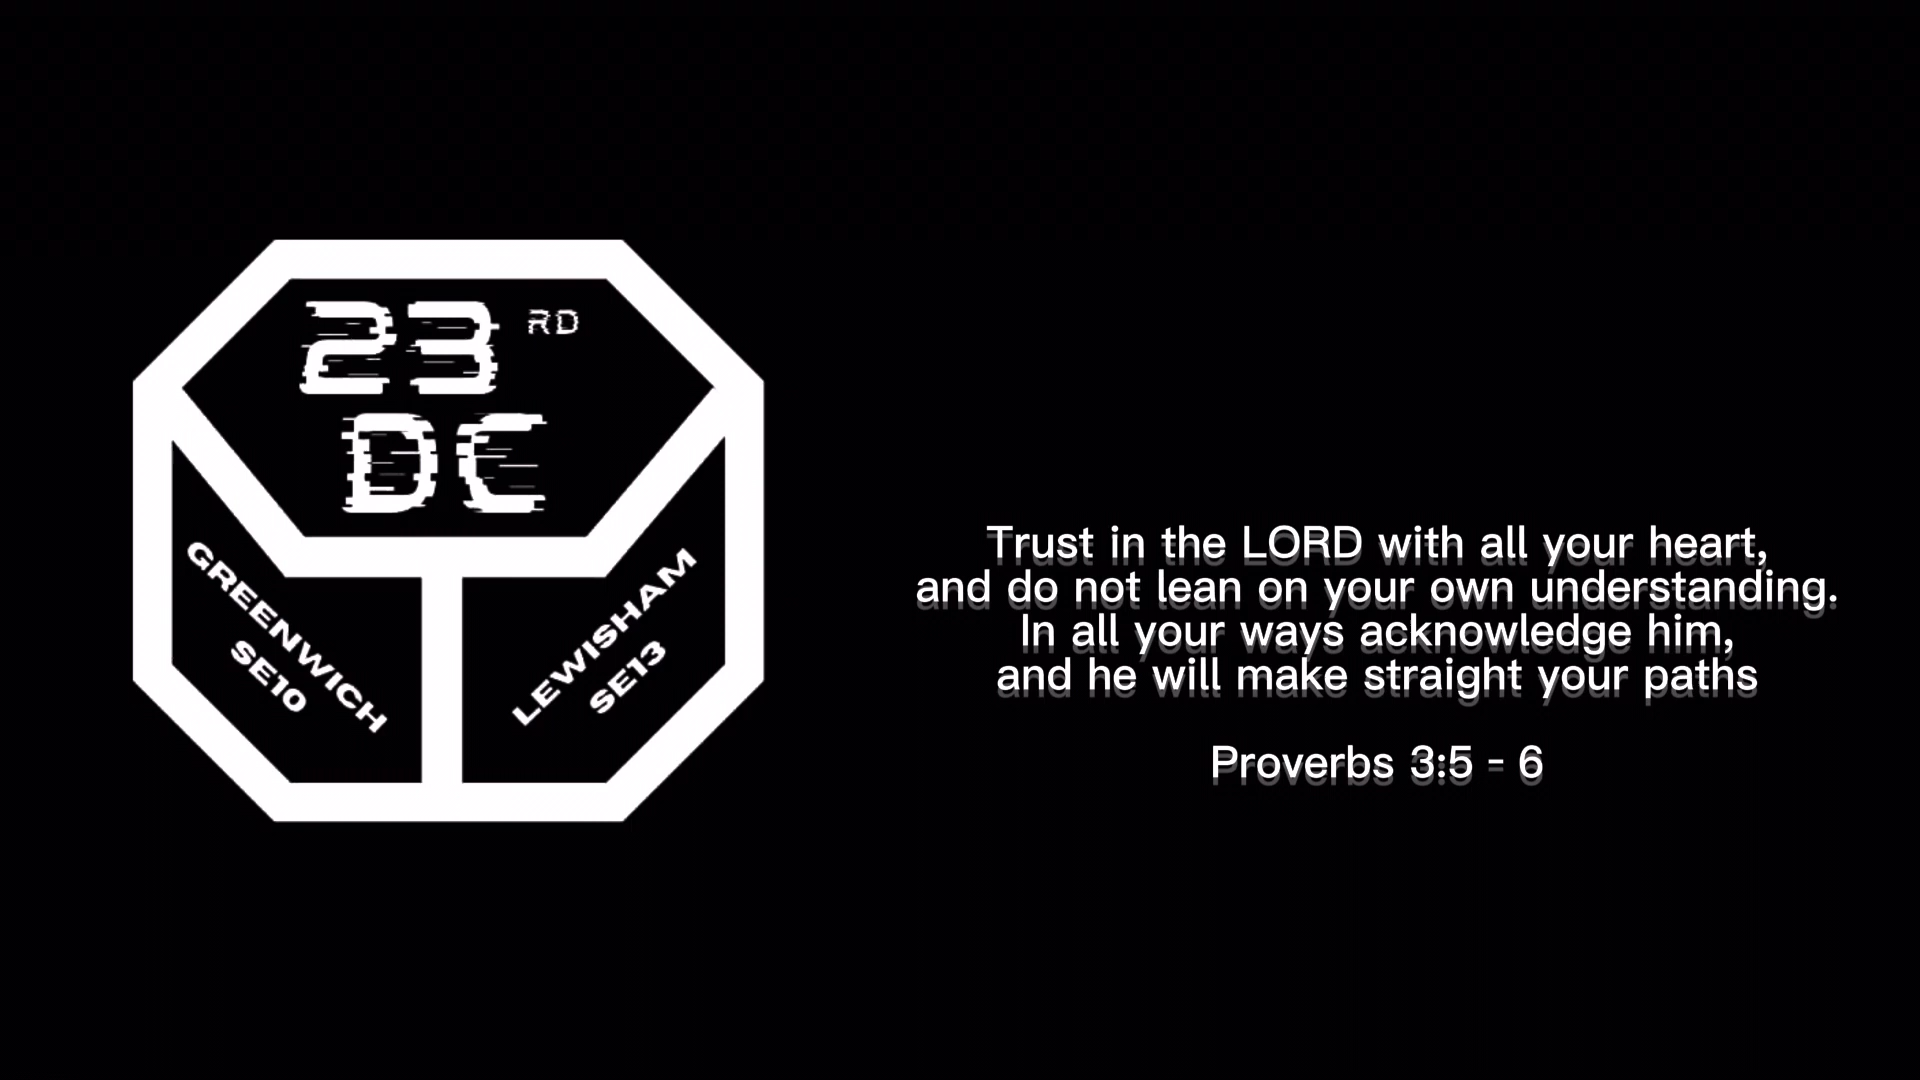 23 RD
DC
GREENWICH
SE10
LEWISHAM
SE13
Trust in the LORD with all your heart,
and do not lean on your own understanding.
In all your ways acknowledge him,
and he will make straight your paths
Proverbs 3:5 - 6